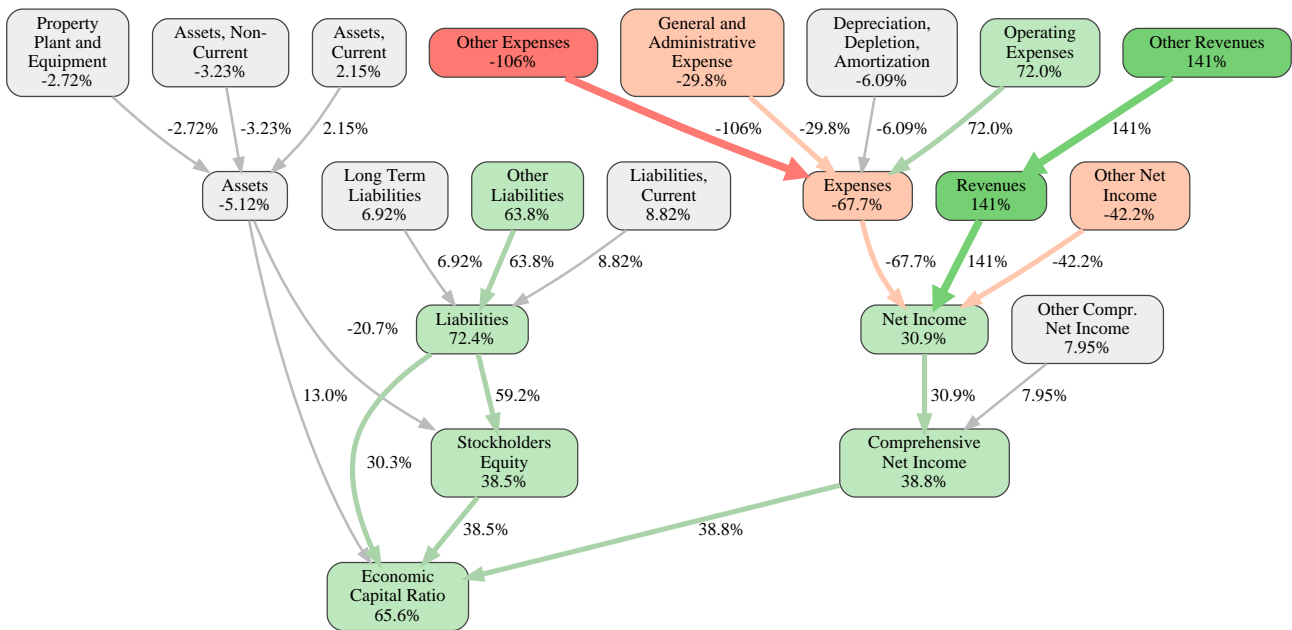 Property
Plant and
Equipment
-2.72%
Assets, Non-
Current
-3.23%
Assets,
Current
2.15%
Other Expenses
-106%
General and
Administrative
Expense
-29.8%
Depreciation,
Depletion,
Amortization
-6.09%
Operating
Expenses
72.0%
Other Revenues
141%
-2.72%
-3.23%
2.15%
-106%
-29.8%
-6.09%
72.0%
141%
Assets
-5.12%
Long Term
Liabilities
6.92%
Other
Liabilities
63.8%
Liabilities,
Current
8.82%
Expenses
-67.7%
Revenues
141%
Other Net
Income
-42.2%
6.92%
63.8%
8.82%
-67.7%
141%
-42.2%
-20.7%
Liabilities
72.4%
Net Income
30.9%
Other Compr.
Net Income
7.95%
13.0%
59.2%
30.9%
7.95%
30.3%
Stockholders
Equity
38.5%
Comprehensive
Net Income
38.8%
38.5%
38.8%
Economic
Capital Ratio
65.6%